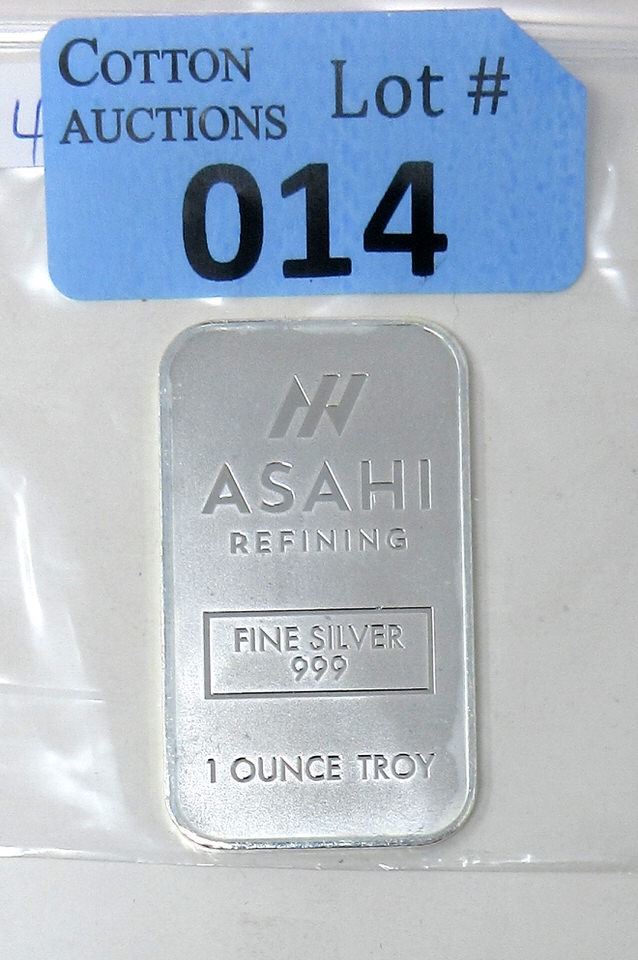 COTTON
AUCTIONS
Lot #
014
4
ASAHI
REFINING
FINE SILVER
999
1 OUNCE TROY